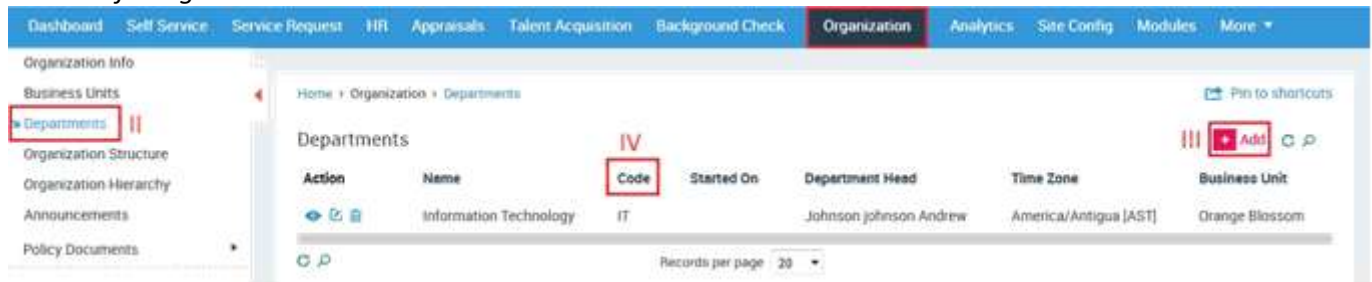 Dashboard Self Service Service Request HR Appraisals Talent Acquisition Background Check Organization Analytics Site Config Modules More
Organization Info
Business Units
Home Organization Departments Pin to shortcuts
Departments II
Departments IV III + Add
Organization Structure
Action Name Code Started On Department Head Time Zone Business Unit
Organization Hierarchy
Announcements
Information Technology IT Johnson johnson Andrew America/Antigua [AST] Orange Blossom
Policy Documents
Records per page 20